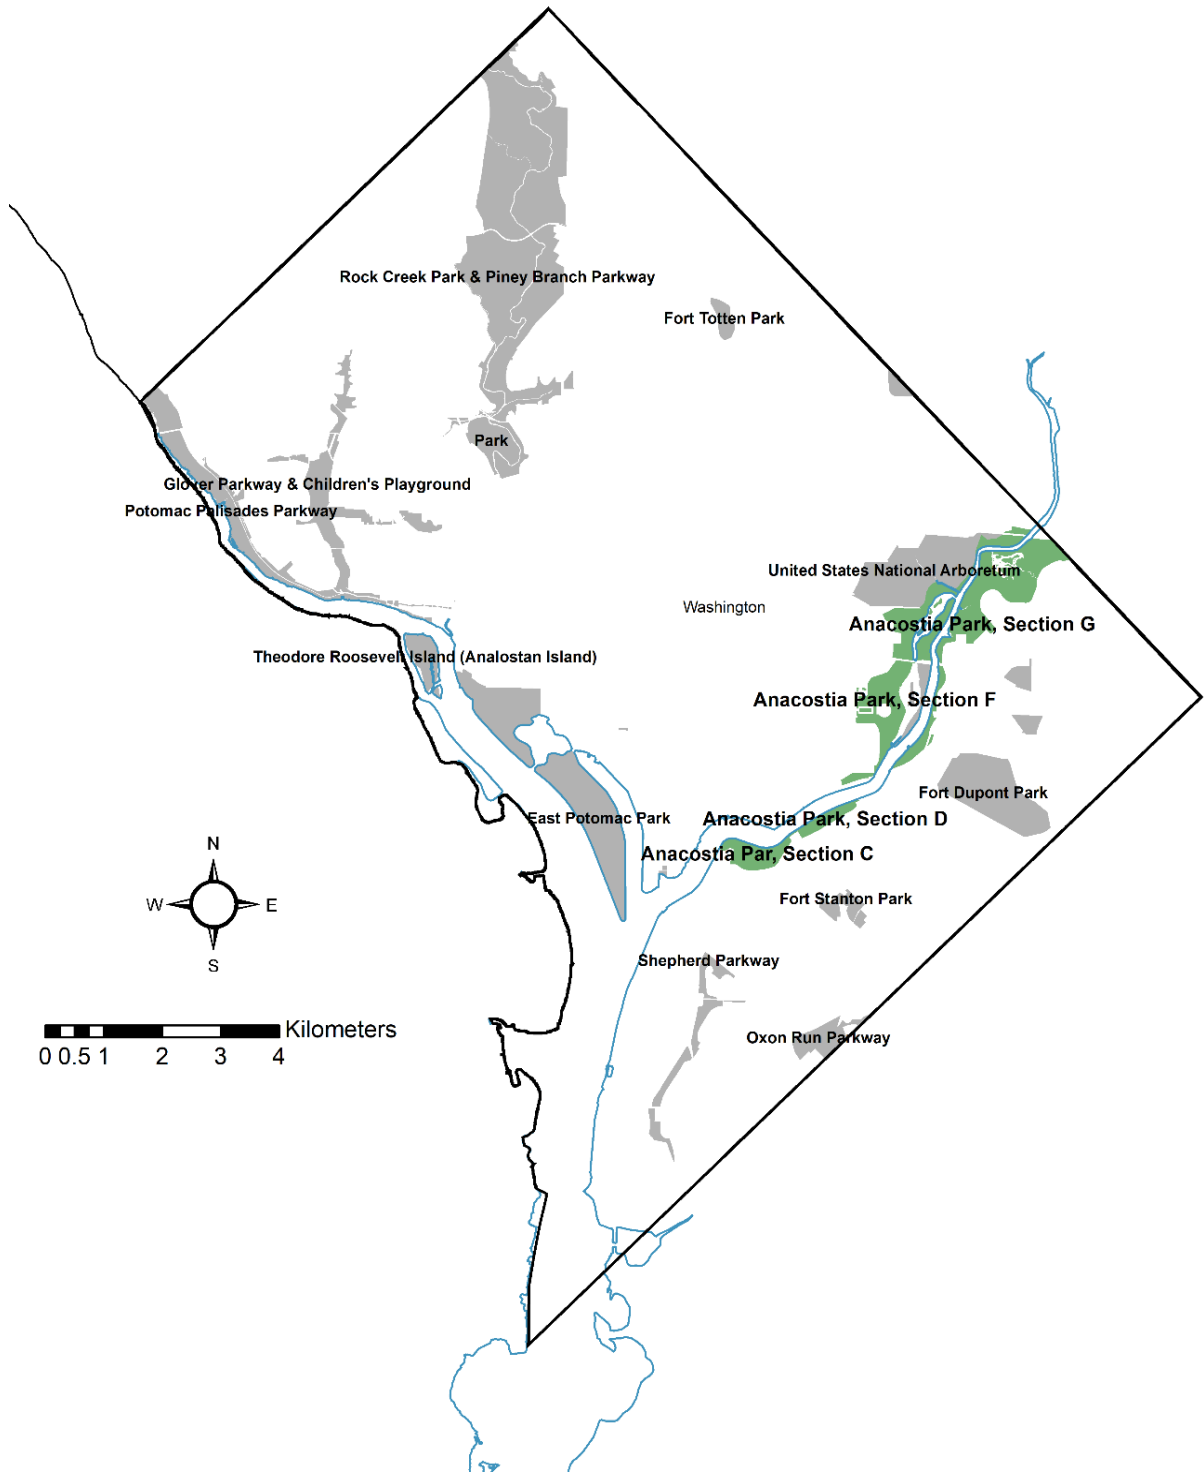 Rock Creek Park & Piney Branch Parkway
Fort Totten Park
Park
Glover Parkway & Children's Playground
Potomac Palisades Parkway
United States National Arboretum
Washington
Anacostia Park, Section G
Theodore Roosevelt Island (Analostan Island)
Anacostia Park, Section F
Fort Dupont Park
East Potomac Park
Anacostia Park, Section D
Anacostia Par, Section C
N
W
E
S
Fort Stanton Park
Shepherd Parkway
Oxon Run Parkway
Kilometers
0 0.5 1 2 3 4